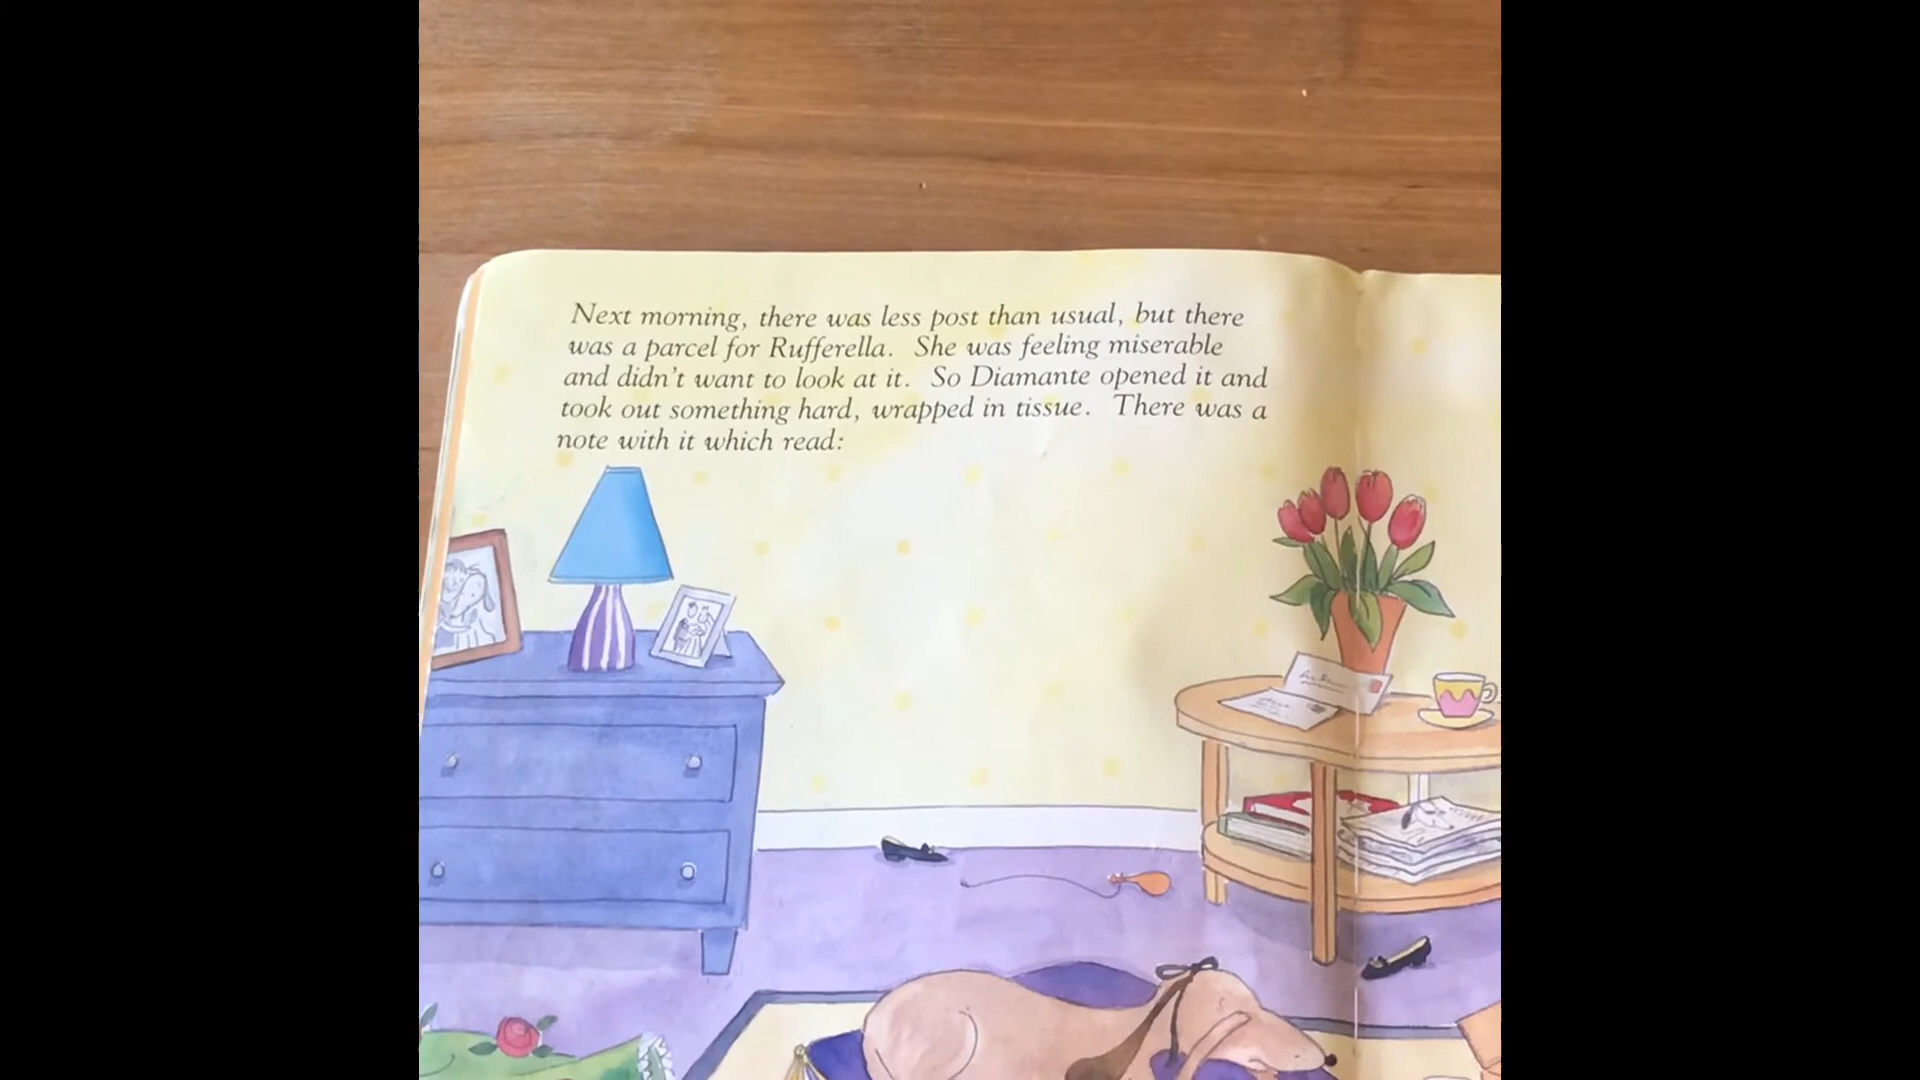 Next morning, there was less post than usual, but there
was a parcel for Rufferella. She was feeling miserable
and didn't want to look at it. So Diamante opened it and
took out something hard, wrapped in tissue. There was a
note with it which read: